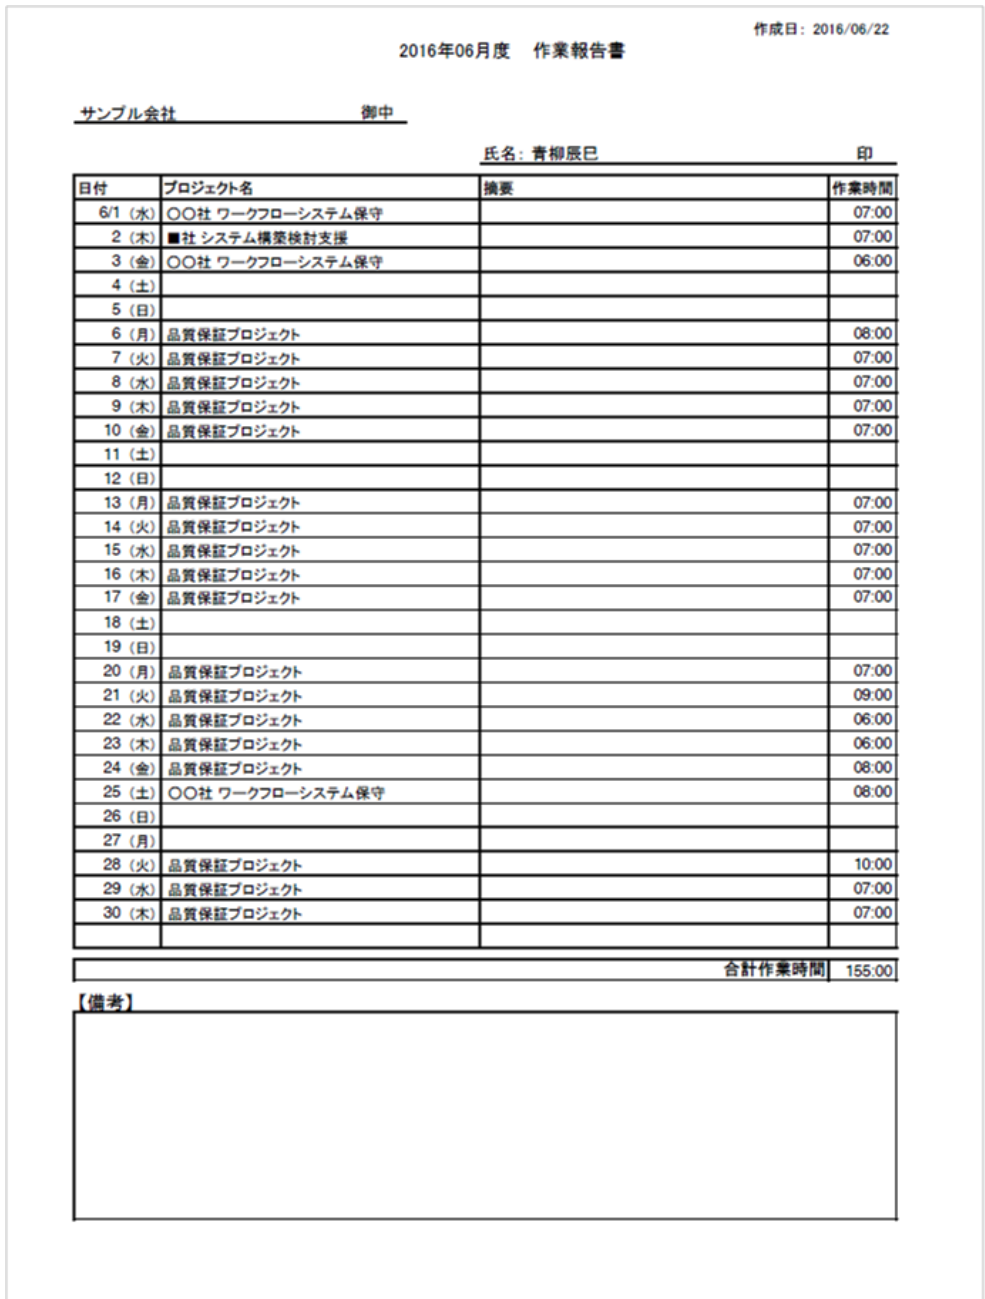 作成日: 2016/06/22
2016年06月度 作業報告書
サンプル会社 御中
氏名: 青柳辰巳 印
日付 プロジェクト名 摘要 作業時間
6/1 (水) 〇〇社 ワークフローシステム保守 07:00
2 (木) ■社 システム構築検討支援 07:00
3 (金) 〇〇社 ワークフローシステム保守 06:00
4 (土)
5 (日)
6 (月) 品質保証プロジェクト 08:00
7 (火) 品質保証プロジェクト 07:00
8 (水) 品質保証プロジェクト 07:00
9 (木) 品質保証プロジェクト 07:00
10 (金) 品質保証プロジェクト 07:00
11 (土)
12 (日)
13 (月) 品質保証プロジェクト 07:00
14 (火) 品質保証プロジェクト 07:00
15 (水) 品質保証プロジェクト 07:00
16 (木) 品質保証プロジェクト 07:00
17 (金) 品質保証プロジェクト 07:00
18 (土)
19 (日)
20 (月) 品質保証プロジェクト 07:00
21 (火) 品質保証プロジェクト 09:00
22 (水) 品質保証プロジェクト 06:00
23 (木) 品質保証プロジェクト 06:00
24 (金) 品質保証プロジェクト 08:00
25 (土) 〇〇社 ワークフローシステム保守 08:00
26 (日)
27 (月)
28 (火) 品質保証プロジェクト 10:00
29 (水) 品質保証プロジェクト 07:00
30 (木) 品質保証プロジェクト 07:00
合計作業時間 155:00
【備考】